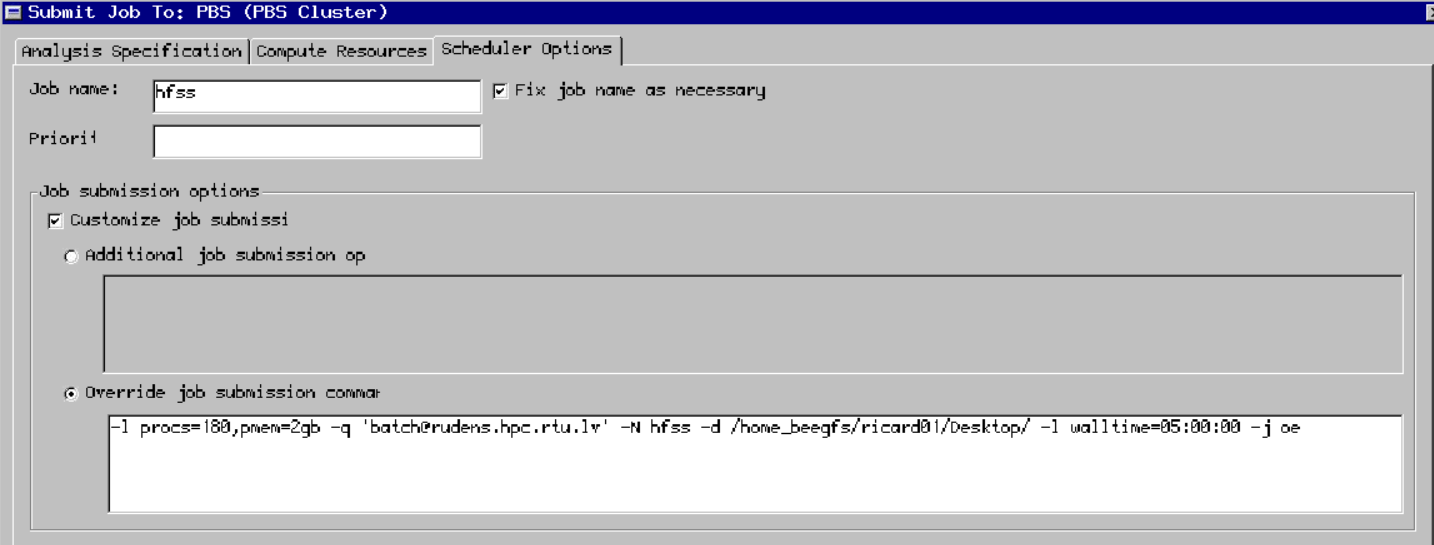 Submit Job To: PBS (PBS Cluster)
Analysis Specification Compute Resources Scheduler Options
Job name: hfss Fix job name as necessary
Priorit
Job submission options
Customize job submissi
Additional job submission op
Override job submission comma
-l procs=180,pmem=2gb -q 'batch@rudens.hpc.rtu.lv' -N hfss -d /home_beegfs/ricard01/Desktop/ -l walltime=05:00:00 -j oe